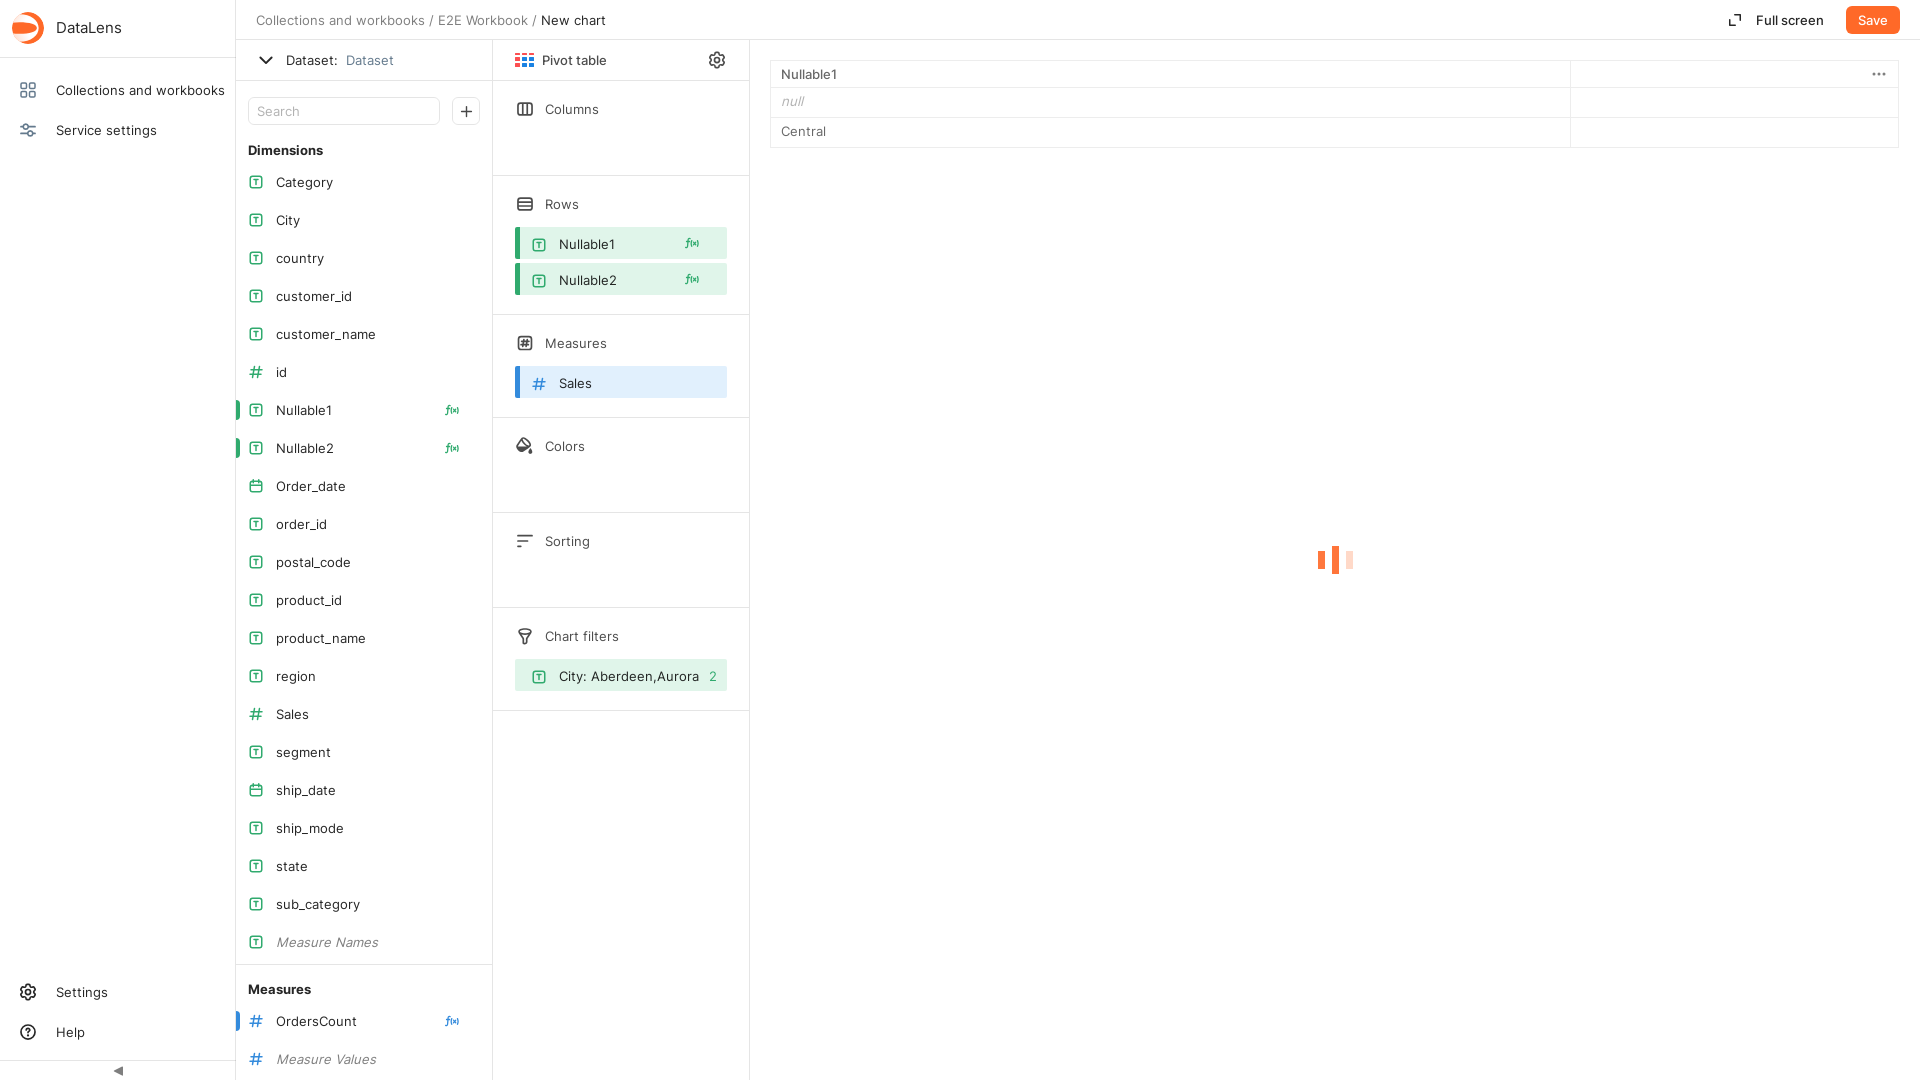 DataLens
Collections and workbooks
Service settings
Settings
Help
Collections and workbooks / E2E Workbook / New chart
Full screen
Save
Dataset: Dataset
Search
Dimensions
Category
City
country
customer_id
customer_name
id
Nullable1
Nullable2
Order_date
order_id
postal_code
product_id
product_name
region
Sales
segment
ship_date
ship_mode
state
sub_category
Measure Names
Measures
OrdersCount
Measure Values
Pivot table
Columns
Rows
Nullable1
Nullable2
Measures
Sales
Colors
Sorting
Chart filters
City: Aberdeen,Aurora 2
Nullable1
null
Central